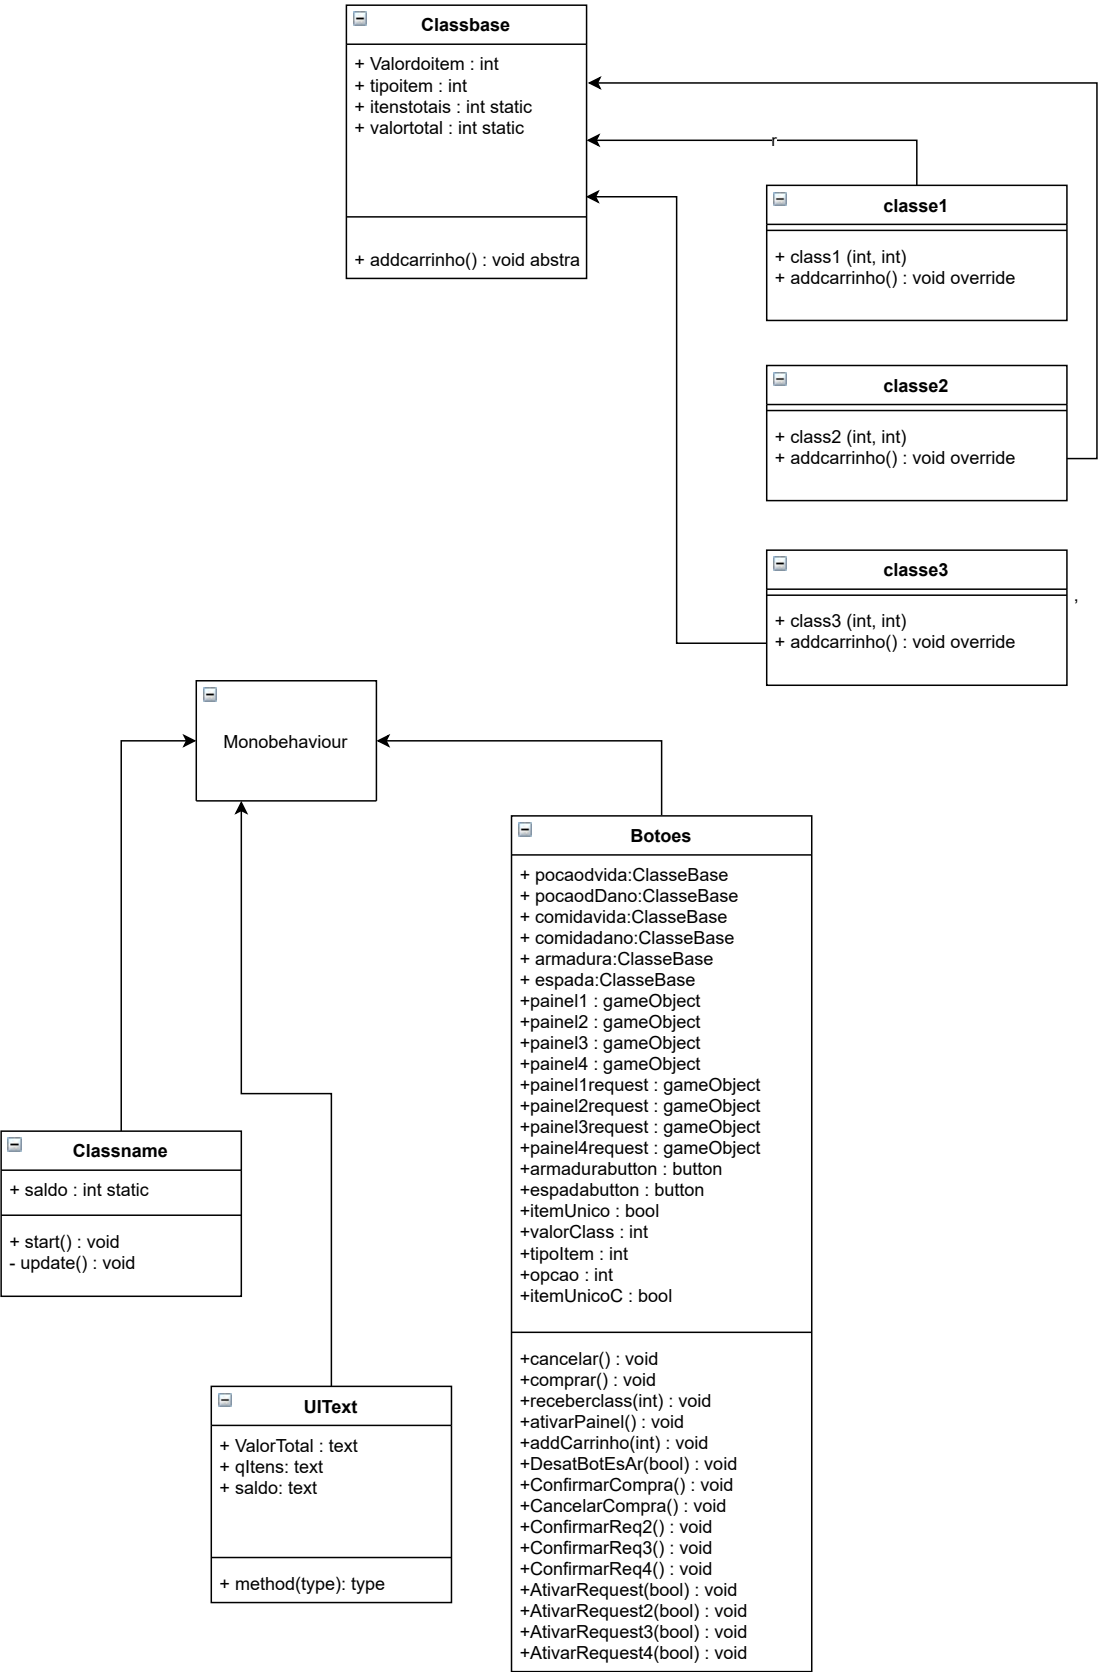 Classbase
+ Valordoitem : int
+ tipoitem : int
+ itenstotais : int static
+ valortotal : int static
+ addcarrinho() : void abstra
r
classe1
+ class1 (int, int)
+ addcarrinho() : void override
classe2
+ class2 (int, int)
+ addcarrinho() : void override
classe3
,
+ class3 (int, int)
+ addcarrinho() : void override
Monobehaviour
Botoes
+ pocaodvida:ClasseBase
+ pocaodDano:ClasseBase
+ comidavida:ClasseBase
+ comidadano:ClasseBase
+ armadura:ClasseBase
+ espada:ClasseBase
+painel1 : gameObject
+painel2 : gameObject
+painel3 : gameObject
+painel4 : gameObject
+painel1request : gameObject
+painel2request : gameObject
+painel3request : gameObject
+painel4request : gameObject
+armadurabutton : button
+espadabutton : button
+itemUnico : bool
+valorClass : int
+tipoItem : int
+opcao : int
+itemUnicoC : bool
+cancelar() : void
+comprar() : void
+receberclass(int) : void
+ativarPainel() : void
+addCarrinho(int) : void
+DesatBotEsAr(bool) : void
+ConfirmarCompra() : void
+CancelarCompra() : void
+ConfirmarReq2() : void
+ConfirmarReq3() : void
+ConfirmarReq4() : void
+AtivarRequest(bool) : void
+AtivarRequest2(bool) : void
+AtivarRequest3(bool) : void
+AtivarRequest4(bool) : void
Classname
+ saldo : int static
+ start() : void
- update() : void
UIText
+ ValorTotal : text
+ qItens: text
+ saldo: text
+ method(type): type